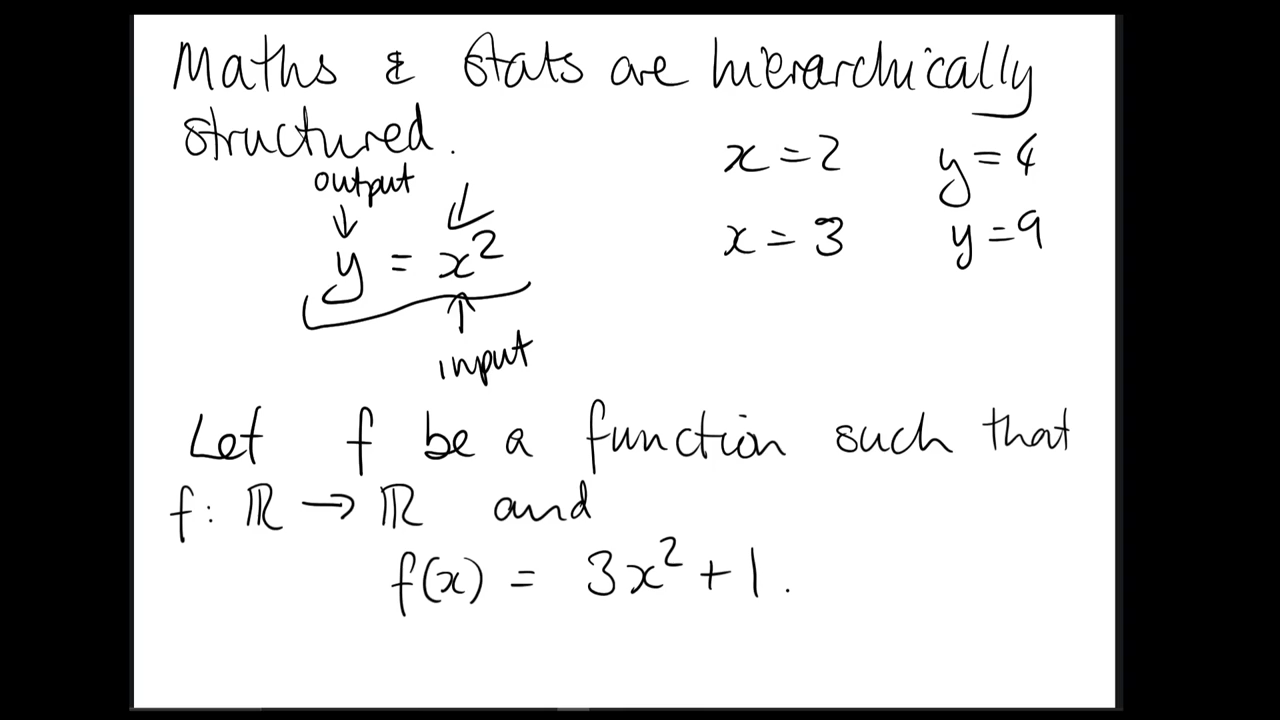 Maths & Stats are hierarchically
structured.
x = 2 y = 4
output
y = x²
x = 3 y = 9
input
Let f be a function such that
f: ℝ → ℝ and
f(x) = 3x² + 1.